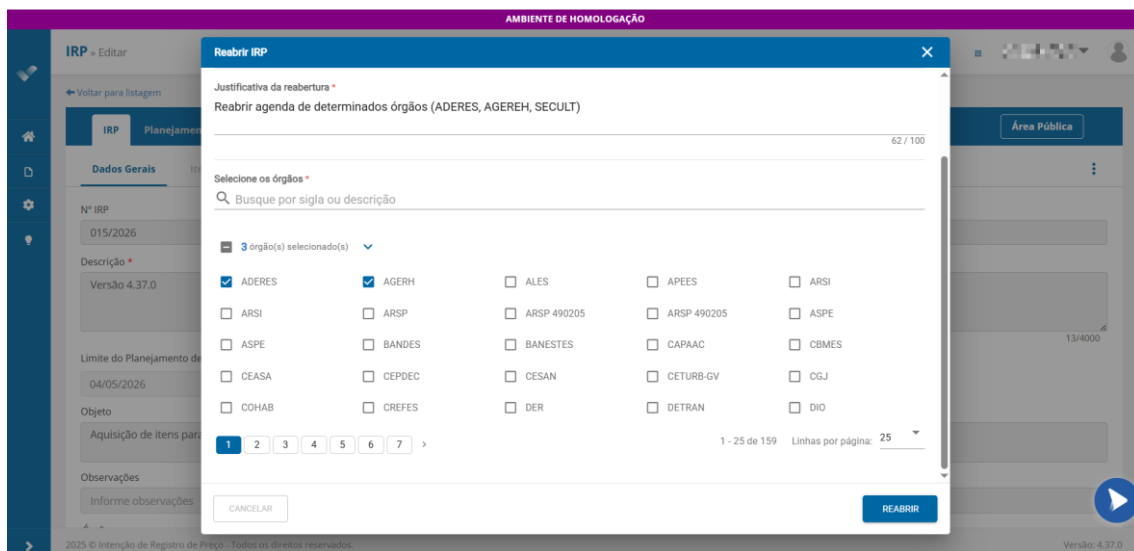 AMBIENTE DE HOMOLOGAÇÃO
IRP » Editar
Reabrir IRP
Voltar para listagem
Justificativa da reabertura *
Reabrir agenda de determinados órgãos (ADERES, AGEREH, SECULT)
62 / 100
IRP
Área Pública
Dados Gerais
Selecione os órgãos *
Busque por sigla ou descrição
Nº IRP
015/2026
3 órgão(s) selecionado(s)
Descrição *
Versão 4.37.0
ADERES AGERH ALES APEES ARSI
ARSI ARSP ARSP 490205 ARSP 490205 ASPE
13/4000
ASPE BANDES BANESTES CAPAAC CBMES
Limite do Planejamento de
04/05/2026
CEASA CEPDEC CESAN CETURB-GV CGJ
Objeto
COHAB CREFES DER DETRAN DIO
Aquisição de itens para
1 2 3 4 5 6 7 >
1 - 25 de 159 Linhas por página: 25
Observações
Informe observações
CANCELAR
REABRIR
2025 © Intenção de Registro de Preço - Todos os direitos reservados.
Versão: 4.37.0